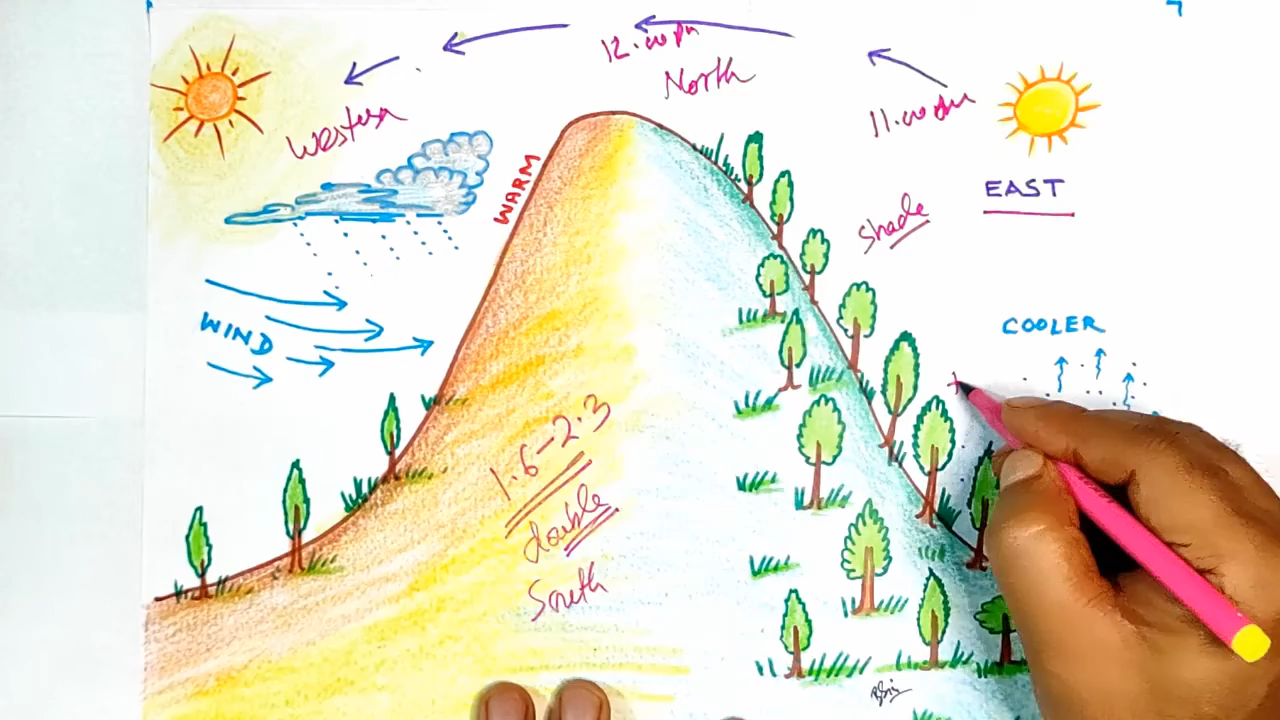 12.00pm
North
11.00am
Western
WARM
EAST
Shade
WIND
COOLER
1.6-2.3
double
South